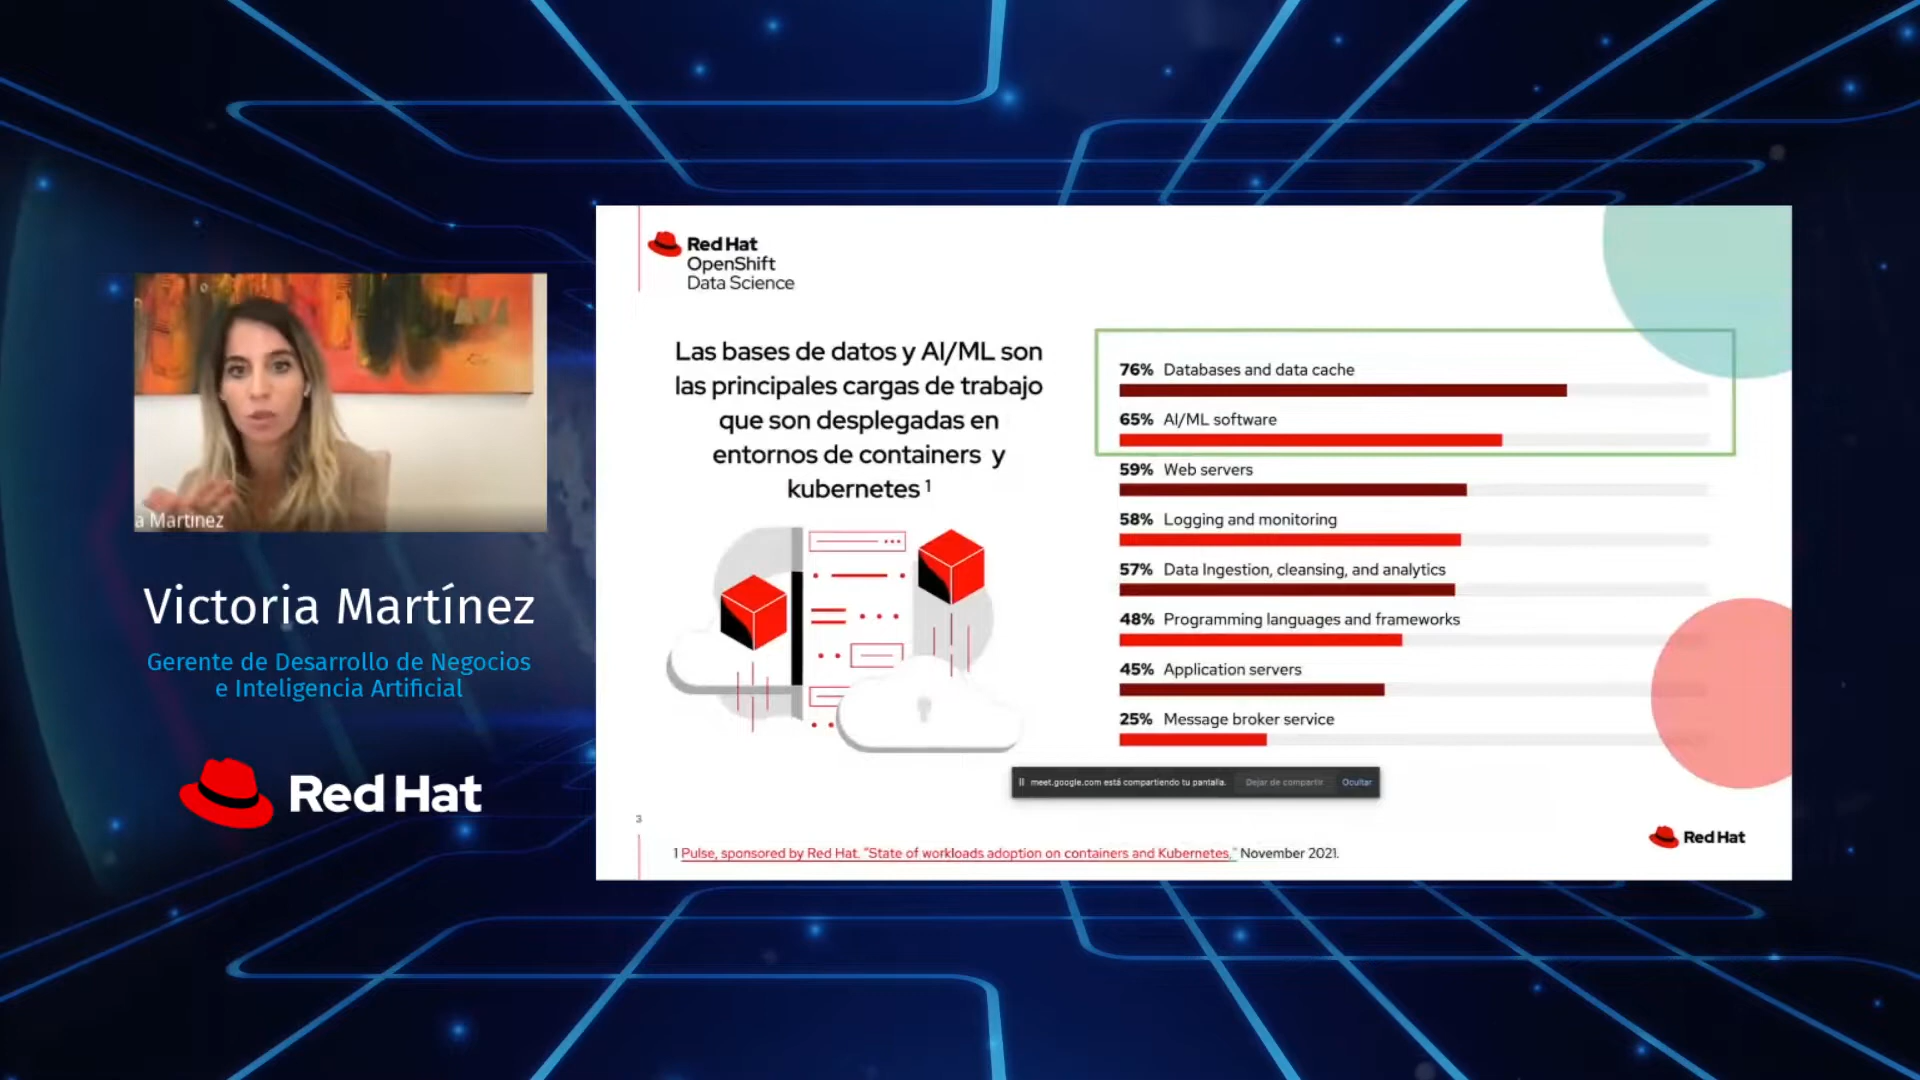 a Martinez
Victoria Martínez
Gerente de Desarrollo de Negocios
e Inteligencia Artificial
Red Hat
Red Hat
OpenShift
Data Science
Las bases de datos y AI/ML son
las principales cargas de trabajo
que son desplegadas en
entornos de containers y
kubernetes 1
76% Databases and data cache
65% AI/ML software
59% Web servers
58% Logging and monitoring
57% Data Ingestion, cleansing, and analytics
48% Programming languages and frameworks
45% Application servers
25% Message broker service
meet.google.com está compartiendo tu pantalla. Dejar de compartir Ocultar
3
1 Pulse, sponsored by Red Hat. "State of workloads adoption on containers and Kubernetes," November 2021.
Red Hat